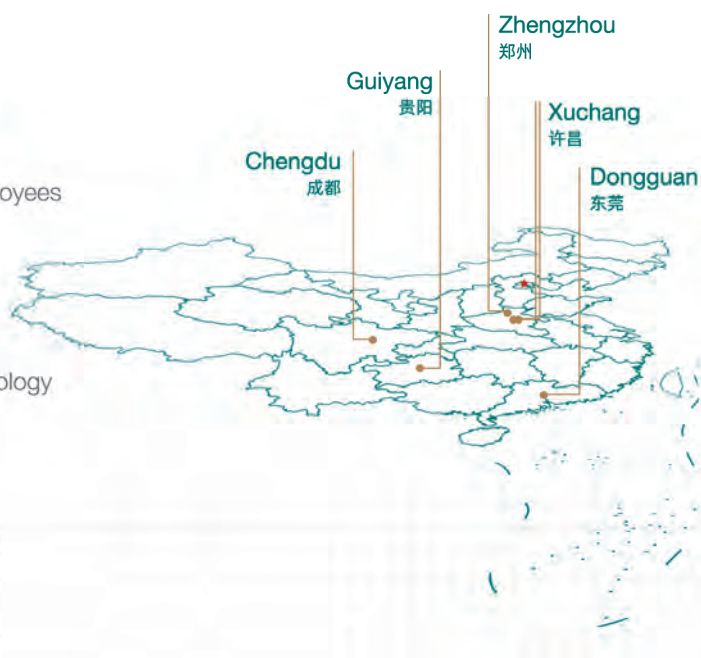 Zhengzhou
郑州
Guiyang
贵阳
Xuchang
许昌
Chengdu
成都
Dongguan
东莞
oyees
ology